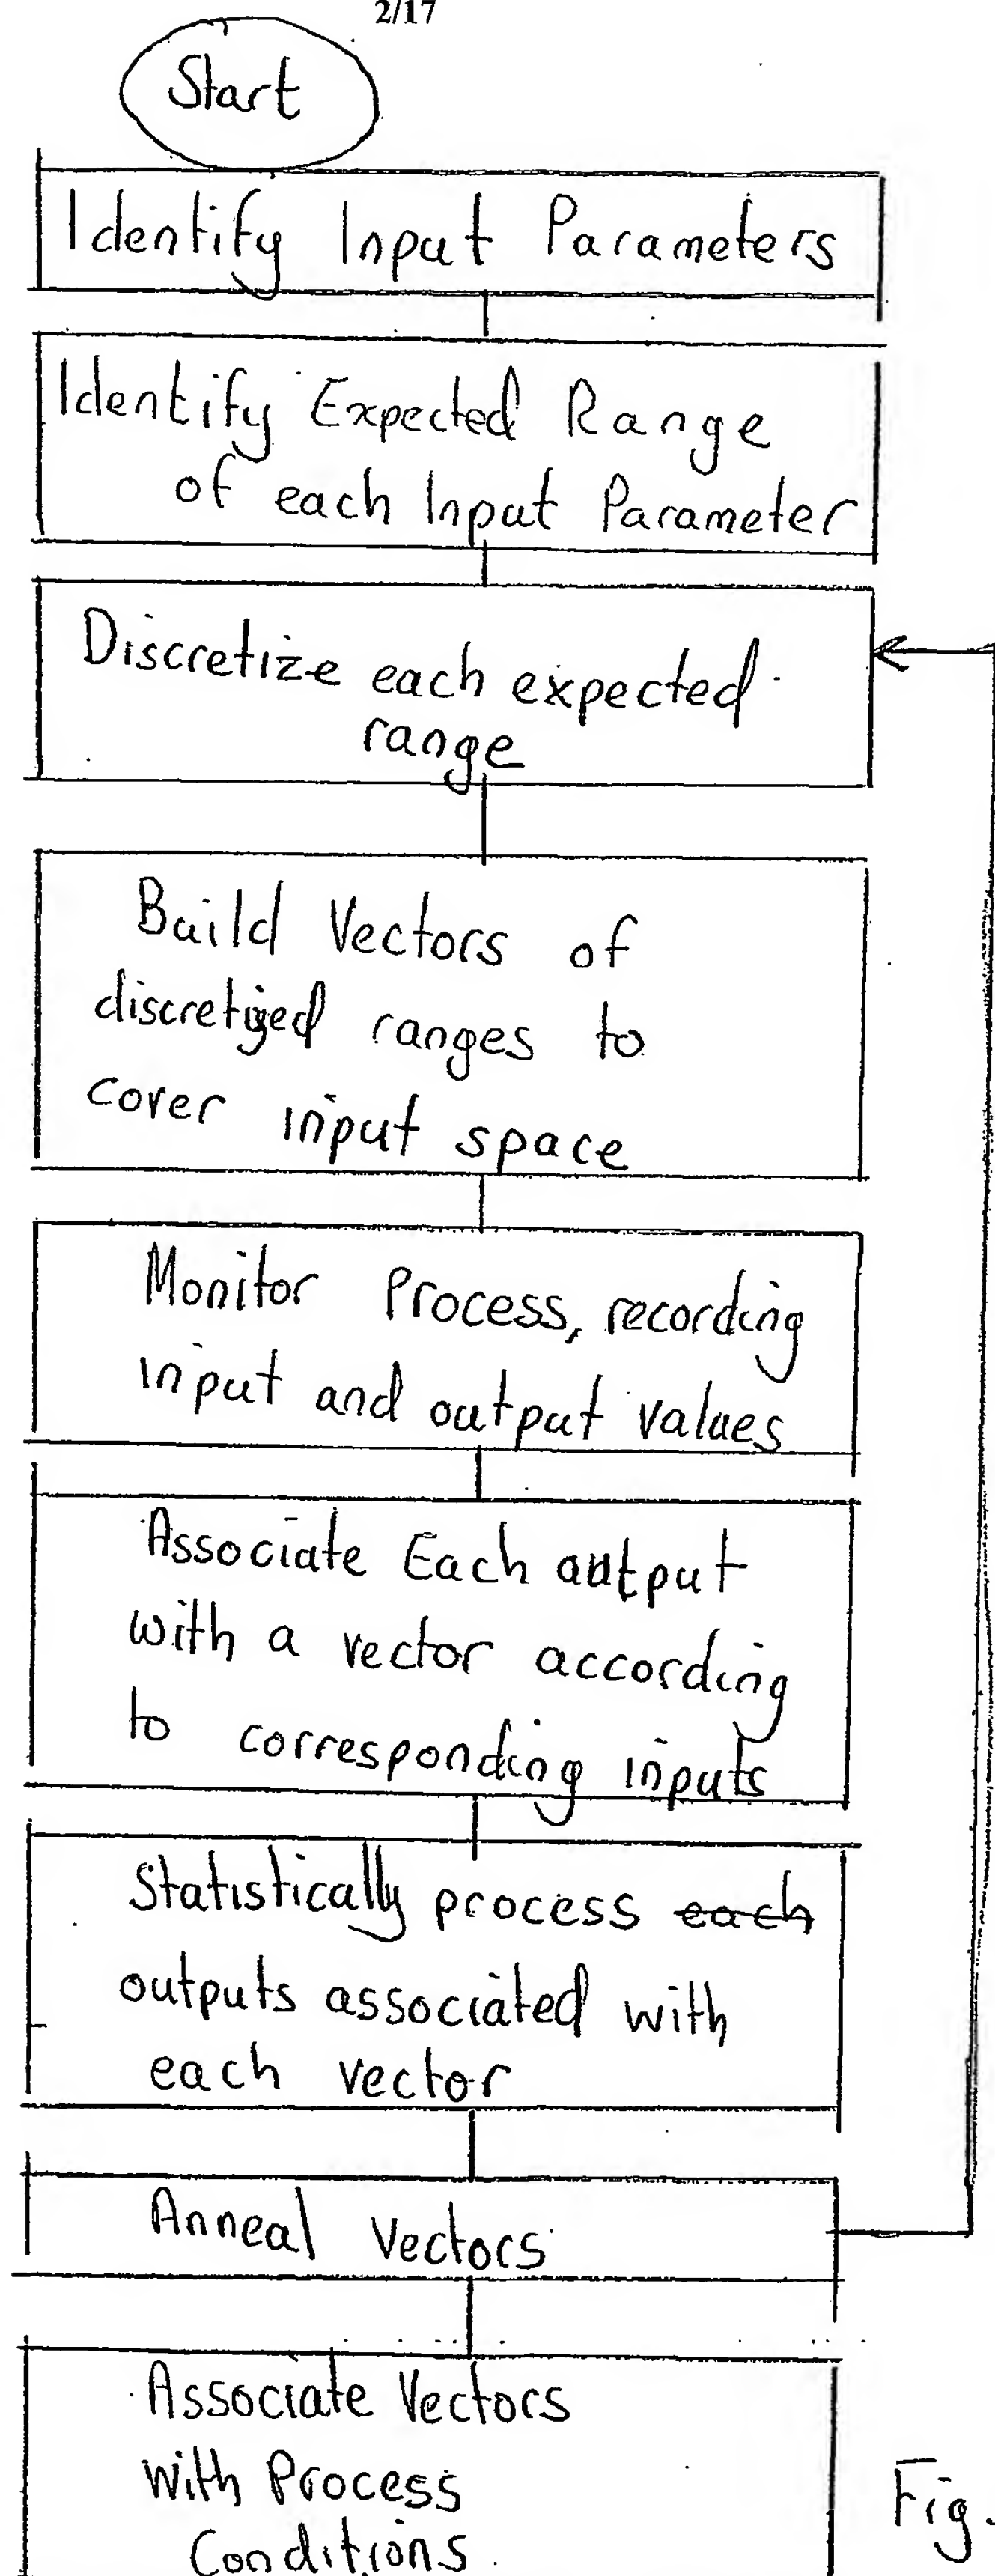 2/17
Start
Identify Input Parameters
Identify Expected Range
of each Input Parameter
Discretize each expected
range
Build Vectors of
discretized ranges to
cover input space
Monitor Process, recording
input and output values
Associate Each output
with a vector according
to corresponding inputs
Statistically process each
outputs associated with
each vector
Anneal Vectors
Associate Vectors
With Process
Conditions
Fig.